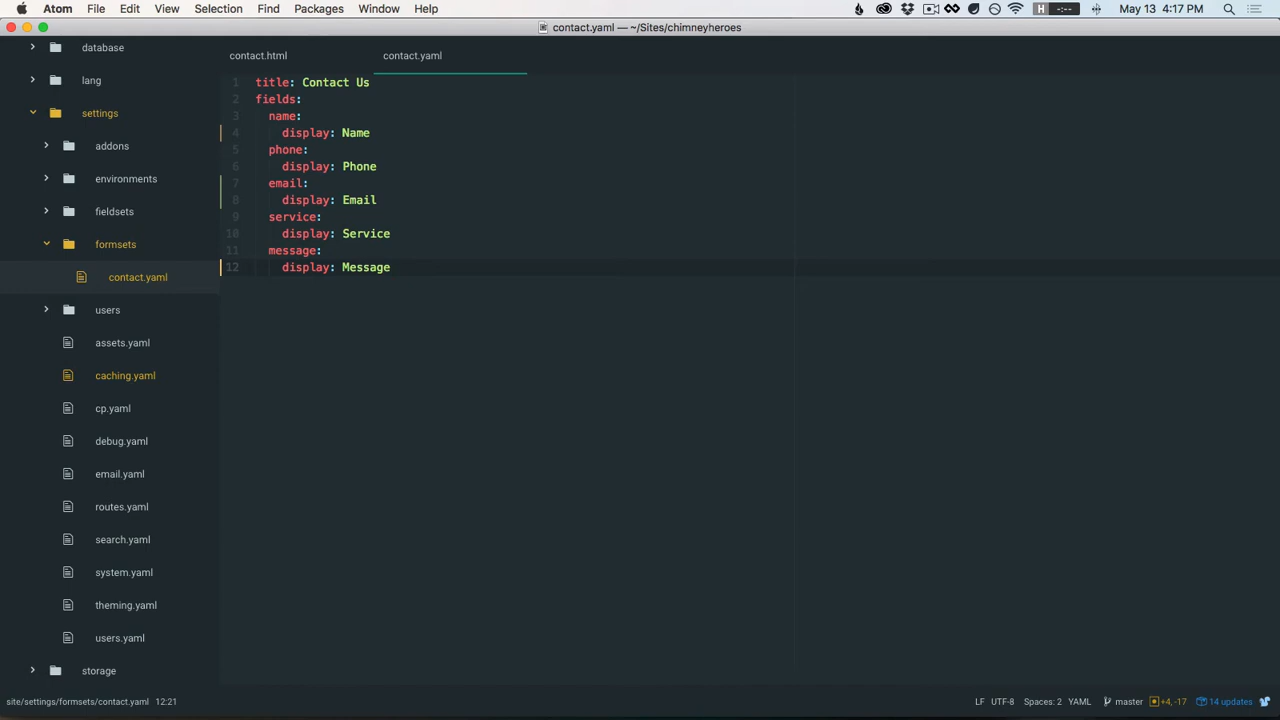 Atom File Edit View Selection Find Packages Window Help H -:-- May 13 4:17 PM
contact.yaml — ~/Sites/chimneyheroes
database
lang
settings
addons
environments
fieldsets
formsets
contact.yaml
users
assets.yaml
caching.yaml
cp.yaml
debug.yaml
email.yaml
routes.yaml
search.yaml
system.yaml
theming.yaml
users.yaml
storage
contact.html contact.yaml
1 title: Contact Us
2 fields:
3 name:
4 display: Name
5 phone:
6 display: Phone
7 email:
8 display: Email
9 service:
10 display: Service
11 message:
12 display: Message
site/settings/formsets/contact.yaml 12:21 LF UTF-8 Spaces: 2 YAML master +4, -17 14 updates